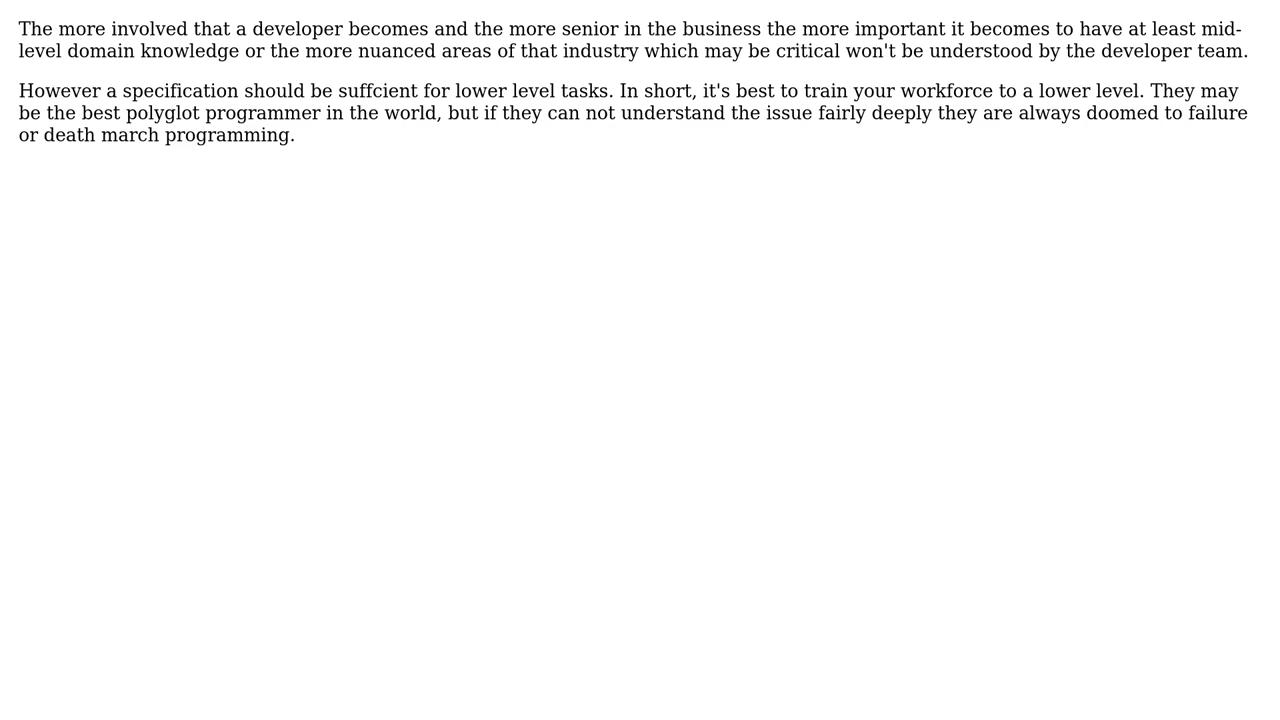 The more involved that a developer becomes and the more senior in the business the more important it becomes to have at least mid-
level domain knowledge or the more nuanced areas of that industry which may be critical won't be understood by the developer team.
However a specification should be suffcient for lower level tasks. In short, it's best to train your workforce to a lower level. They may
be the best polyglot programmer in the world, but if they can not understand the issue fairly deeply they are always doomed to failure
or death march programming.